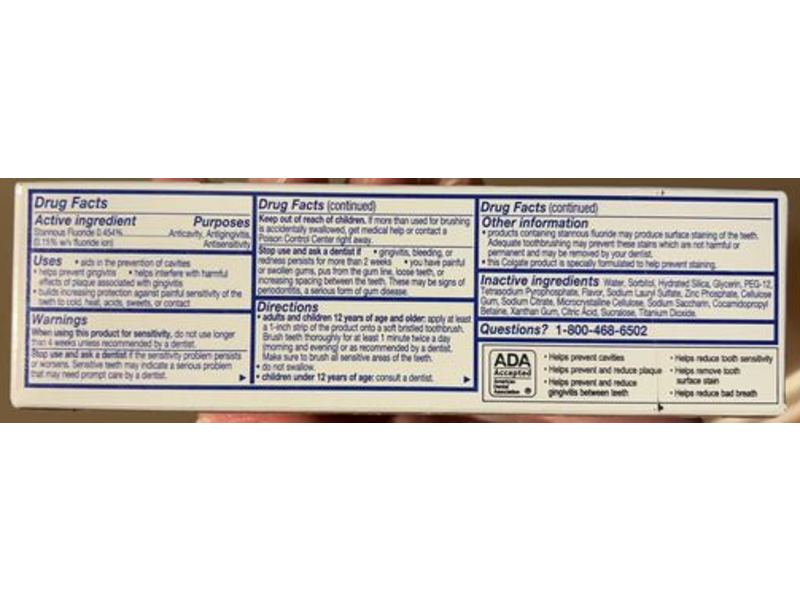 Drug Facts
Active ingredient Purposes
Stannous Fluoride 0.454% Anticavity, Antigingivitis,
(0.15% w/v fluoride ion) Antisensitivity
Uses • aids in the prevention of cavities
• helps prevent gingivitis • helps interfere with harmful
effects of plaque associated with gingivitis
• builds increasing protection against painful sensitivity of the
teeth to cold, heat, acids, sweets, or contact
Warnings
When using this product for sensitivity, do not use longer
than 4 weeks unless recommended by a dentist.
Stop use and ask a dentist if the sensitivity problem persists
or worsens. Sensitive teeth may indicate a serious problem
that may need prompt care by a dentist.
Drug Facts (continued)
Keep out of reach of children. If more than used for brushing
is accidentally swallowed, get medical help or contact a
Poison Control Center right away.
Stop use and ask a dentist if • gingivitis, bleeding, or
redness persists for more than 2 weeks • you have painful
or swollen gums, pus from the gum line, loose teeth, or
increasing spacing between the teeth. These may be signs of
periodontitis, a serious form of gum disease.
Directions
• adults and children 12 years of age and older: apply at least
a 1-inch strip of the product onto a soft bristled toothbrush.
Brush teeth thoroughly for at least 1 minute twice a day
(morning and evening) or as recommended by a dentist.
Make sure to brush all sensitive areas of the teeth.
• do not swallow.
• children under 12 years of age: consult a dentist.
Drug Facts (continued)
Other information
• products containing stannous fluoride may produce surface staining of the teeth.
Adequate toothbrushing may prevent these stains which are not harmful or
permanent and may be removed by your dentist.
• this Colgate product is specially formulated to help prevent staining.
Inactive ingredients Water, Sorbitol, Hydrated Silica, Glycerin, PEG-12,
Tetrasodium Pyrophosphate, Flavor, Sodium Lauryl Sulfate, Zinc Phosphate, Cellulose
Gum, Sodium Citrate, Microcrystalline Cellulose, Sodium Saccharin, Cocamidopropyl
Betaine, Xanthan Gum, Citric Acid, Sucralose, Titanium Dioxide.
Questions? 1-800-468-6502
ADA
Accepted
American
Dental
Association ®
• Helps prevent cavities
• Helps prevent and reduce plaque
• Helps prevent and reduce
gingivitis between teeth
• Helps reduce tooth sensitivity
• Helps remove tooth
surface stain
• Helps reduce bad breath